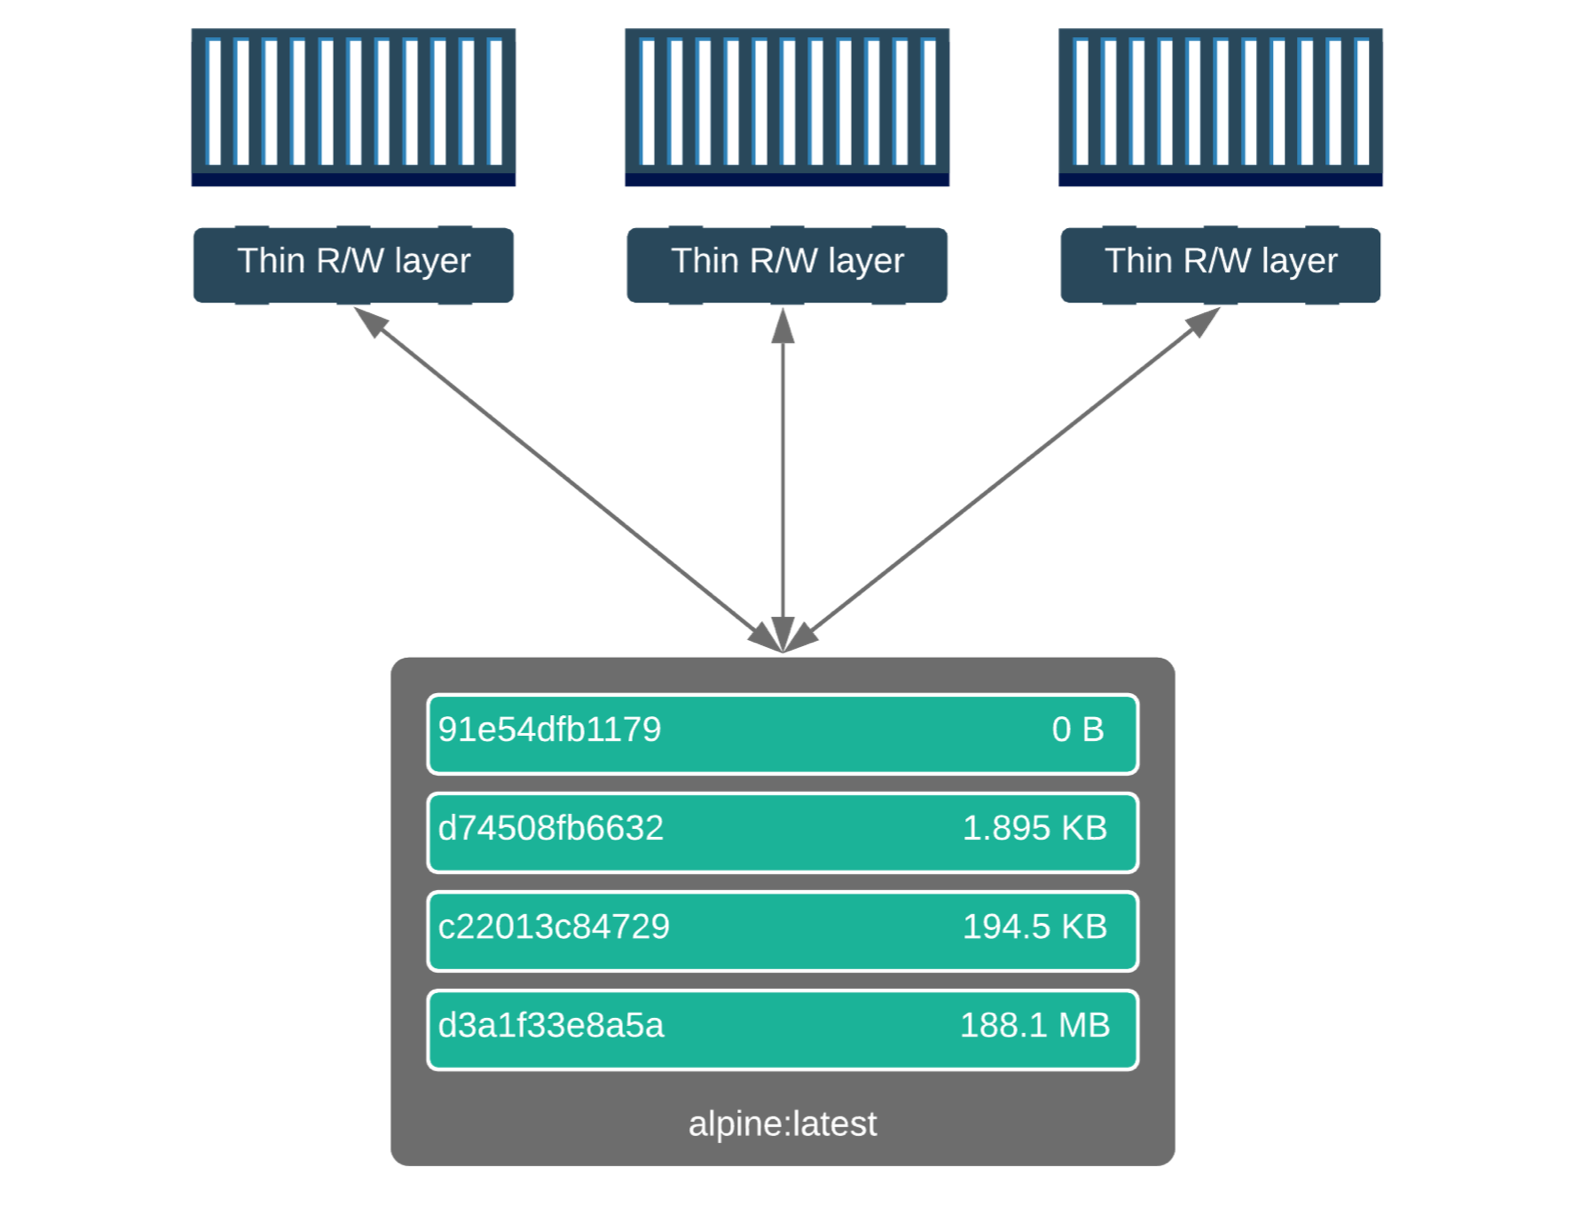 Thin R/W layer
Thin R/W layer
Thin R/W layer
91e54dfb1179 0 B
d74508fb6632 1.895 KB
c22013c84729 194.5 KB
d3a1f33e8a5a 188.1 MB
alpine:latest